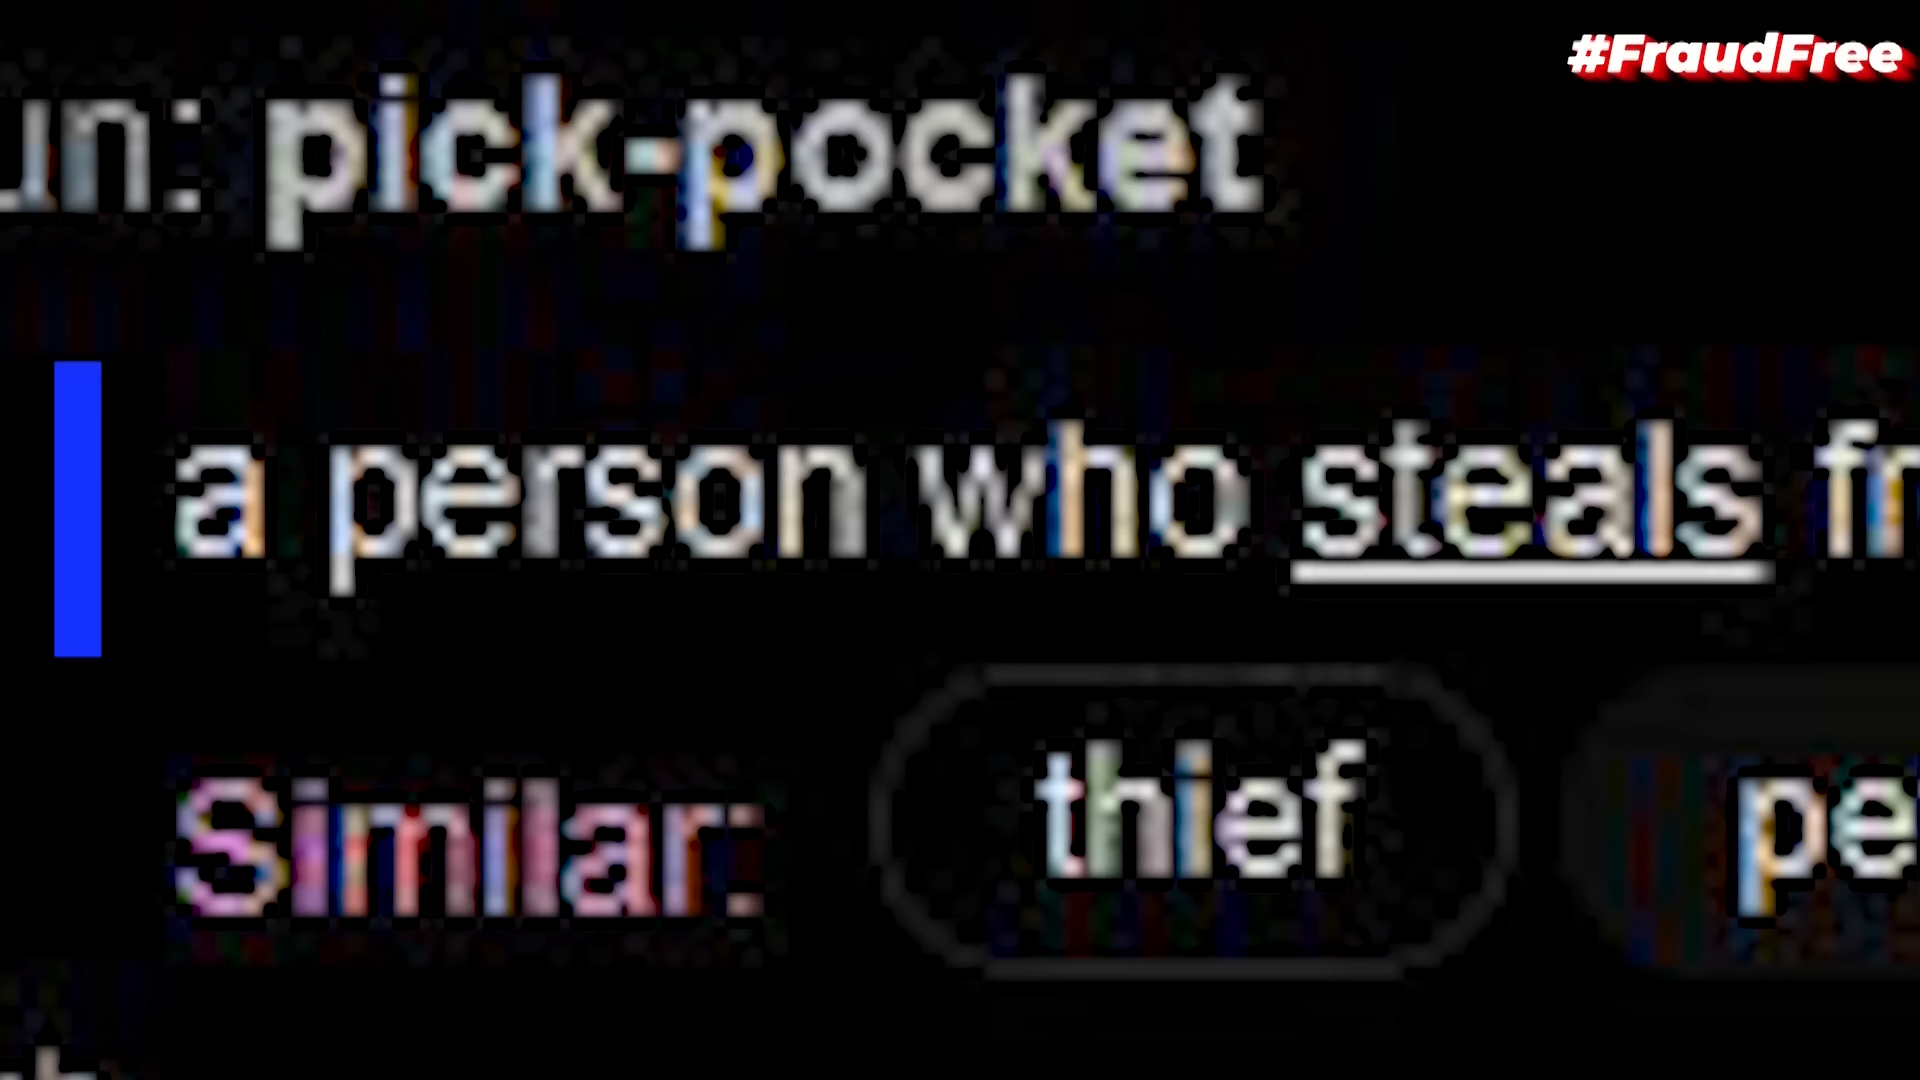 #FraudFree
un: pick-pocket
a person who steals
Similar: thief